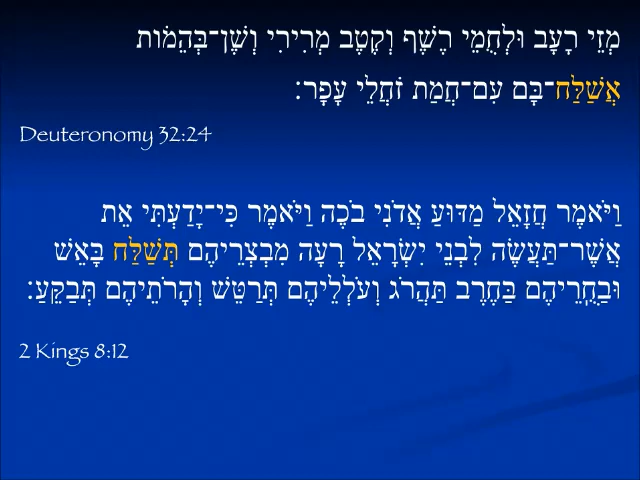 מְזֵי רָעָב וּלְחֻמֵי רֶשֶׁף וְקֶטֶב מְרִירִי וְשֶׁן־בְּהֵמוֹת
אֲשַׁלַּח־בָּם עִם־חֲמַת זֹחֲלֵי עָפָר׃
Deuteronomy 32:24
וַיֹּאמֶר חֲזָאֵל מַדּוּעַ אֲדֹנִי בֹכֶה וַיֹּאמֶר כִּי־יָדַעְתִּי אֵת
אֲשֶׁר־תַּעֲשֶׂה לִבְנֵי יִשְׂרָאֵל רָעָה מִבְצְרֵיהֶם תְּשַׁלַּח בָּאֵשׁ
וּבַחֻרֵיהֶם בַּחֶרֶב תַּהֲרֹג וְעֹלְלֵיהֶם תְּרַטֵּשׁ וְהָרֹתֵיהֶם תְּבַקֵּעַ׃
2 Kings 8:12